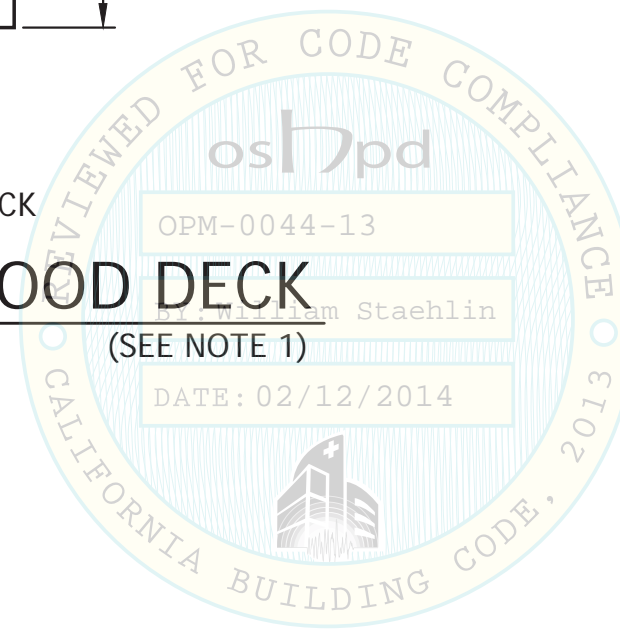 REVIEWED FOR CODE COMPLIANCE
oshpd
CK
OPM-0044-13
OOD DECK
BY: William Staehlin
(SEE NOTE 1)
DATE: 02/12/2014
CALIFORNIA BUILDING CODE, 2013